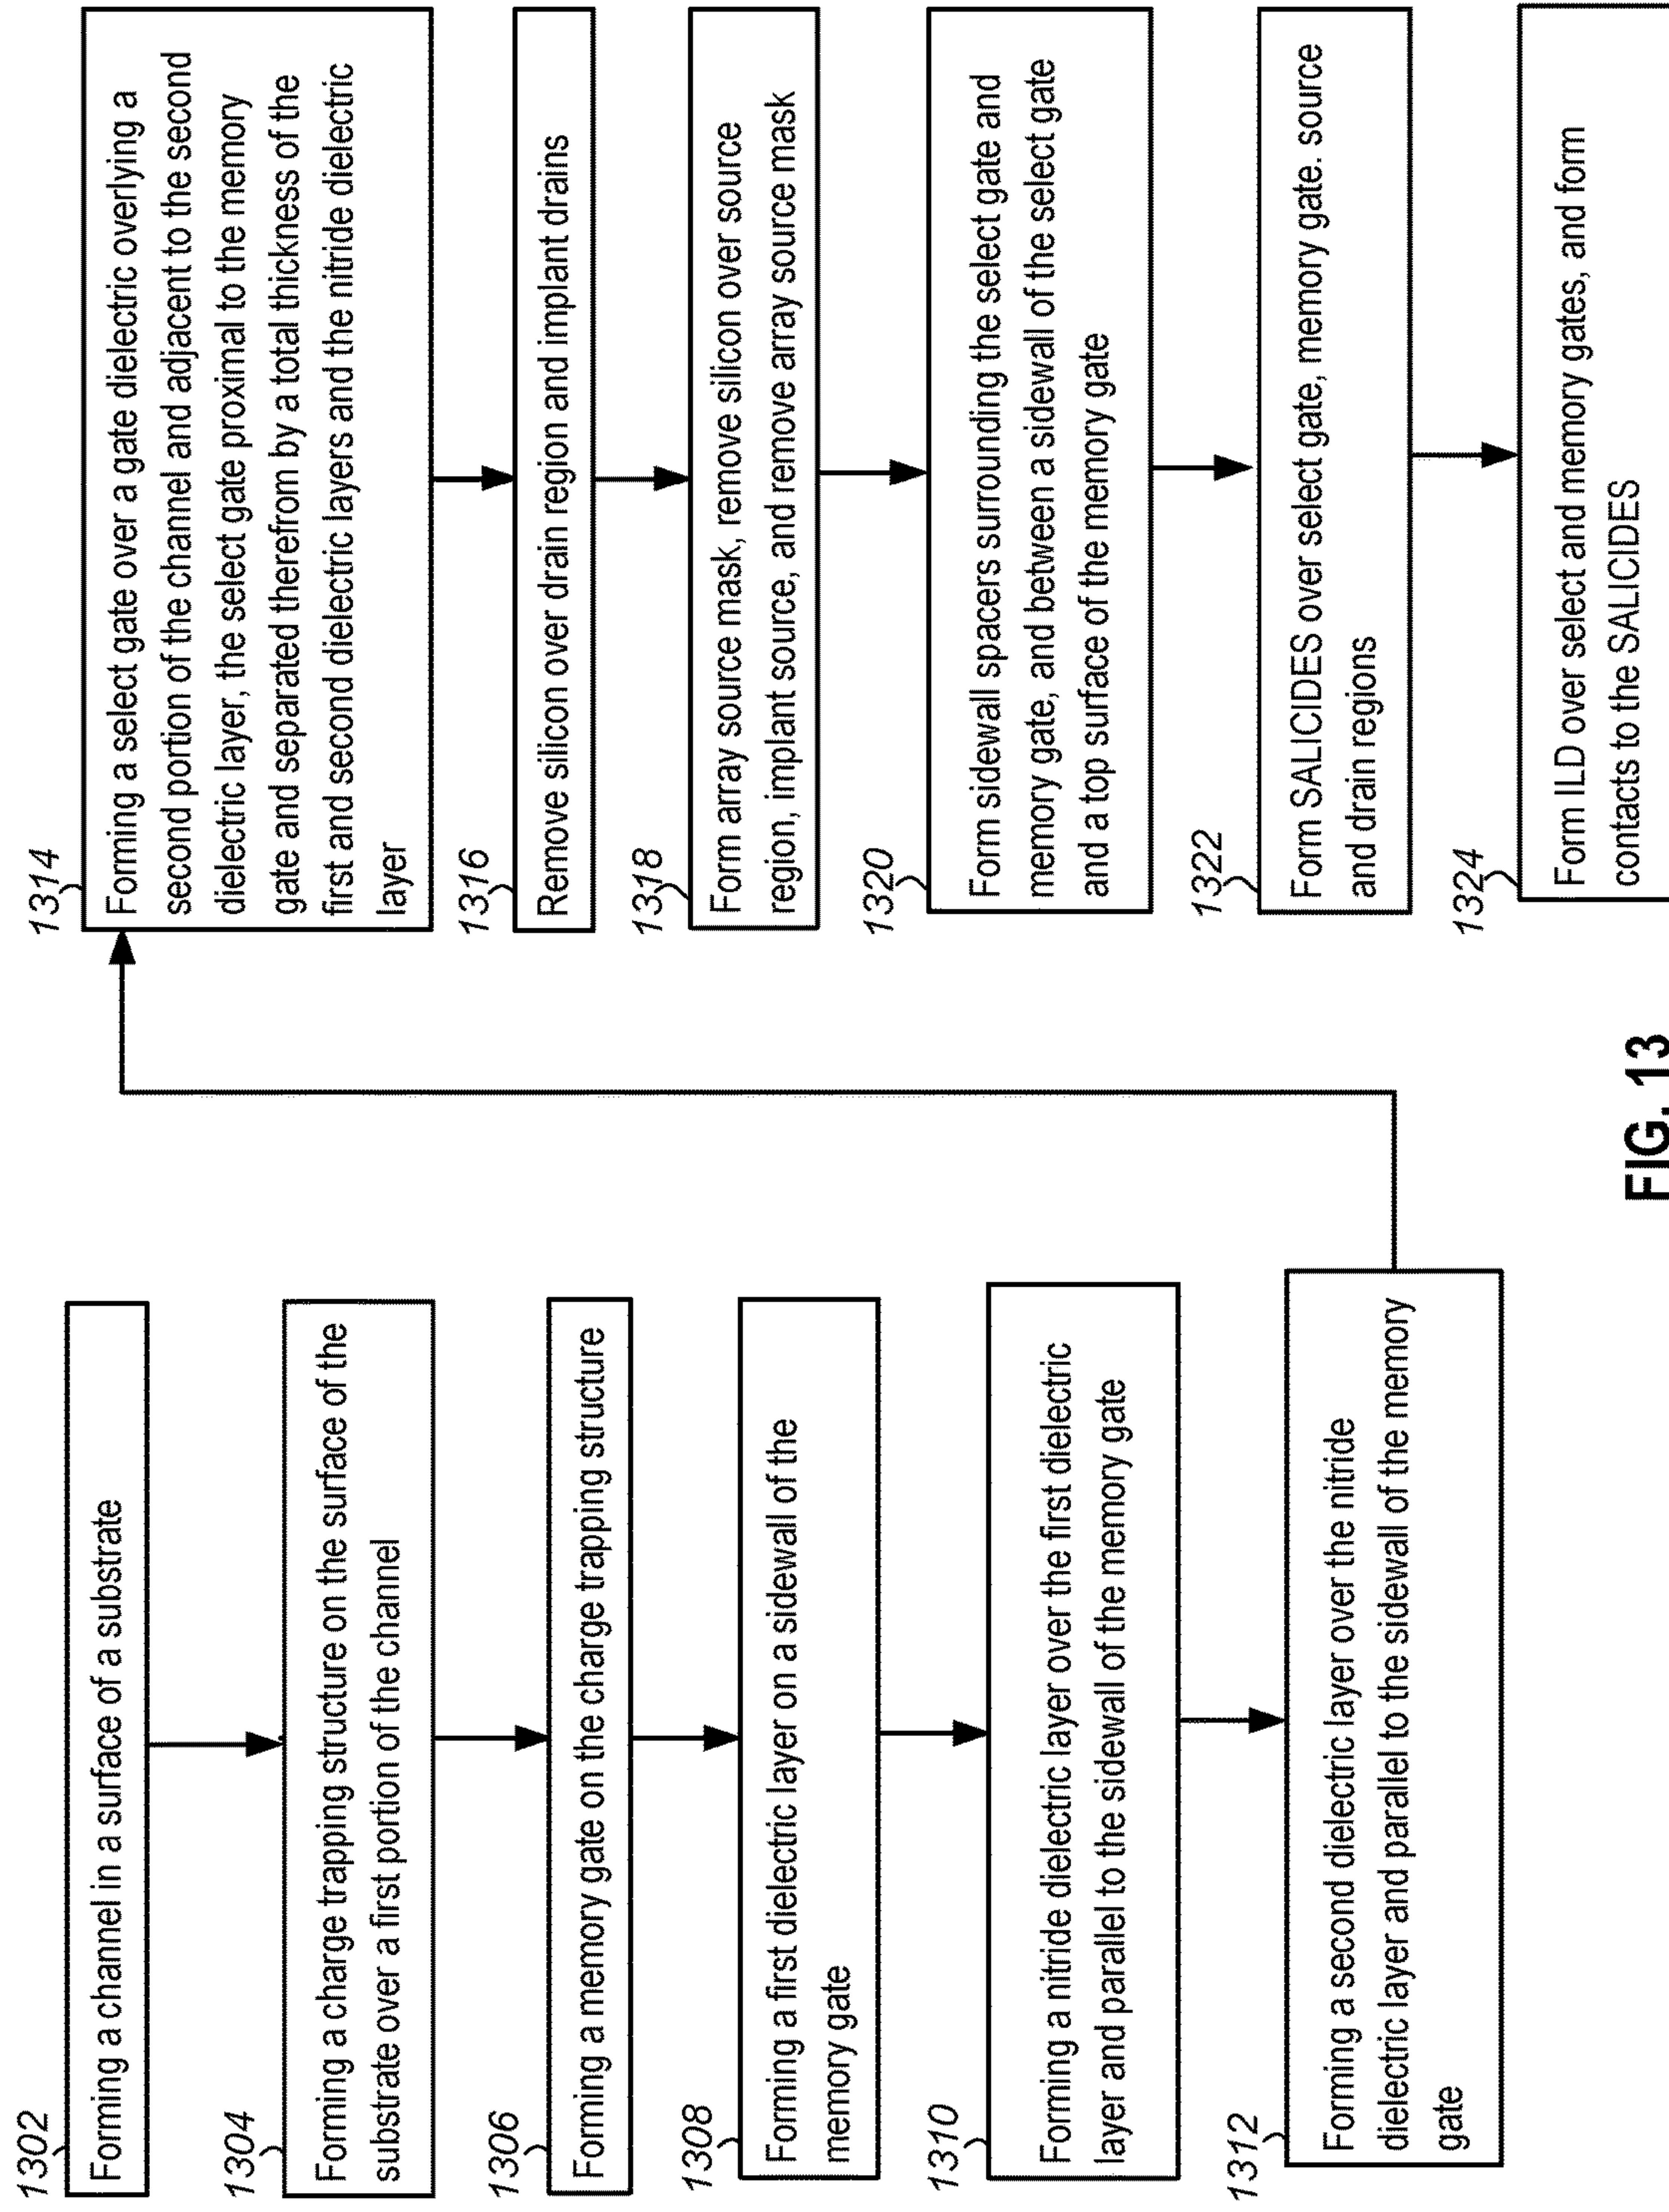 1302
Forming a channel in a surface of a substrate
1304
Forming a charge trapping structure on the surface of the
substrate over a first portion of the channel
1306
Forming a memory gate on the charge trapping structure
1308
Forming a first dielectric layer on a sidewall of the
memory gate
1310
Forming a nitride dielectric layer over the first dielectric
layer and parallel to the sidewall of the memory gate
1312
Forming a second dielectric layer over the nitride
dielectric layer and parallel to the sidewall of the memory
gate
1314
Forming a select gate over a gate dielectric overlying a
second portion of the channel and adjacent to the second
dielectric layer, the select gate proximal to the memory
gate and separated therefrom by a total thickness of the
first and second dielectric layers and the nitride dielectric
layer
1316
Remove silicon over drain region and implant drains
1318
Form array source mask, remove silicon over source
region, implant source, and remove array source mask
1320
Form sidewall spacers surrounding the select gate and
memory gate, and between a sidewall of the select gate
and a top surface of the memory gate
1322
Form SALICIDES over select gate, memory gate. source
and drain regions
1324
Form ILD over select and memory gates, and form
contacts to the SALICIDES
FIG. 13